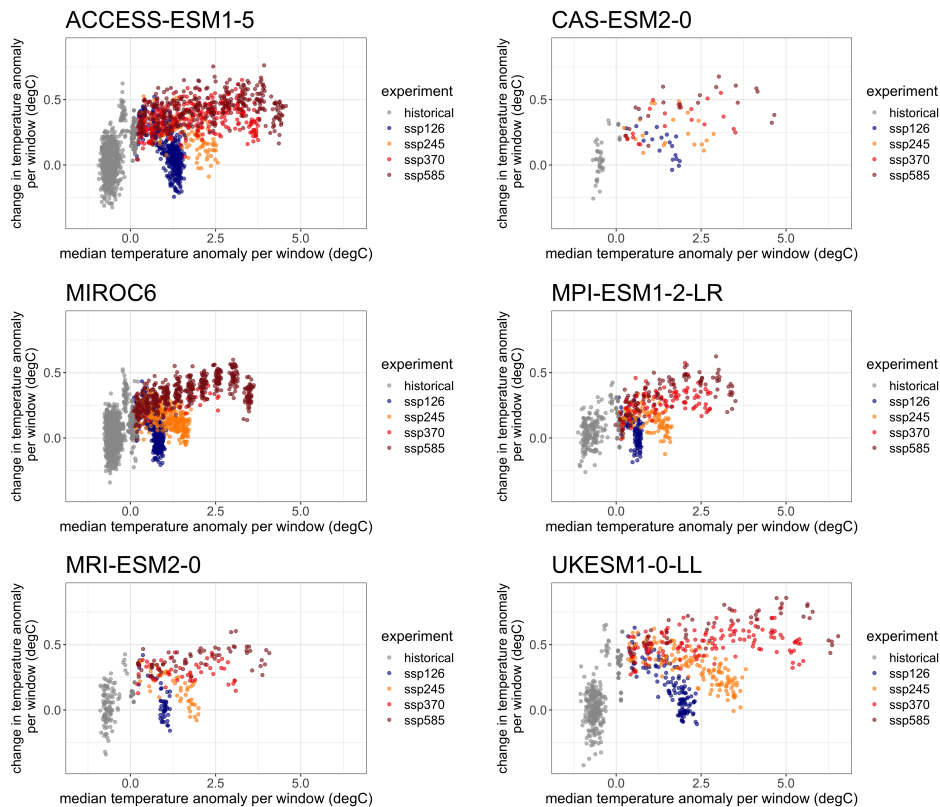 ACCESS-ESM1-5
change in temperature anomaly
per window (degC)
0.5
0.0
0.0 2.5 5.0
median temperature anomaly per window (degC)
experiment
historical
ssp126
ssp245
ssp370
ssp585
CAS-ESM2-0
change in temperature anomaly
per window (degC)
0.5
0.0
0.0 2.5 5.0
median temperature anomaly per window (degC)
experiment
historical
ssp126
ssp245
ssp370
ssp585
MIROC6
change in temperature anomaly
per window (degC)
0.5
0.0
0.0 2.5 5.0
median temperature anomaly per window (degC)
experiment
historical
ssp126
ssp245
ssp370
ssp585
MPI-ESM1-2-LR
change in temperature anomaly
per window (degC)
0.5
0.0
0.0 2.5 5.0
median temperature anomaly per window (degC)
experiment
historical
ssp126
ssp245
ssp370
ssp585
MRI-ESM2-0
change in temperature anomaly
per window (degC)
0.5
0.0
0.0 2.5 5.0
median temperature anomaly per window (degC)
experiment
historical
ssp126
ssp245
ssp370
ssp585
UKESM1-0-LL
change in temperature anomaly
per window (degC)
0.5
0.0
0.0 2.5 5.0
median temperature anomaly per window (degC)
experiment
historical
ssp126
ssp245
ssp370
ssp585